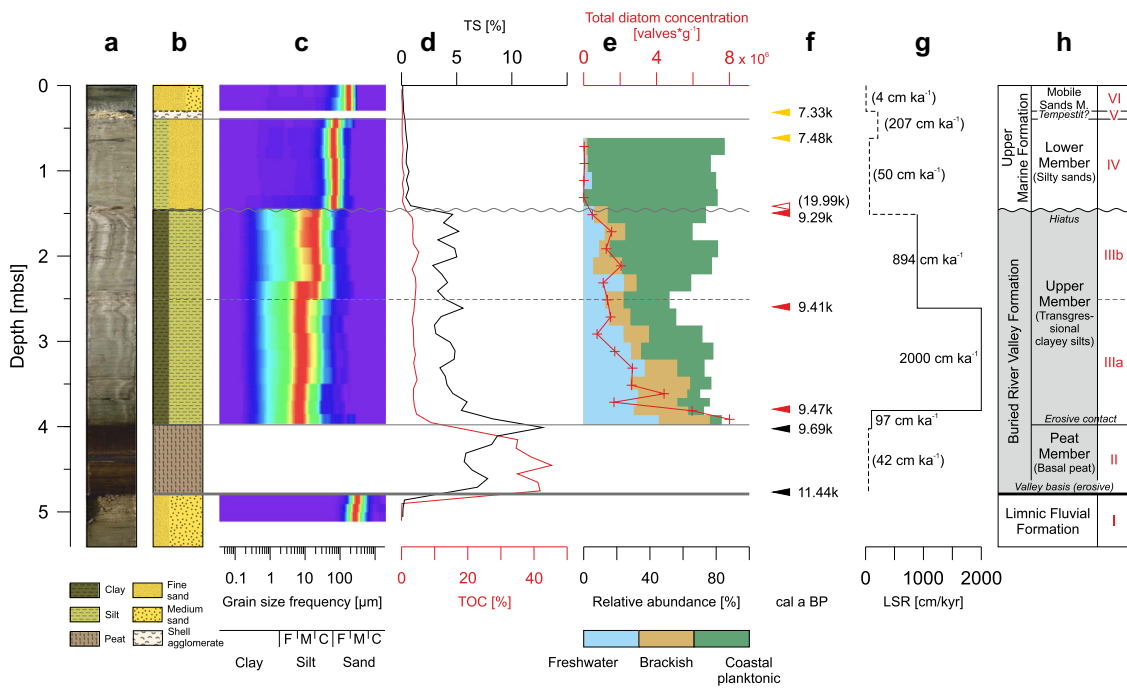 a
b
c
d
e
f
g
h
TS [%]
0 5 10
Total diatom concentration
[valves*g⁻¹]
0 4 8 x 10⁶
Depth [mbsl]
0
1
2
3
4
5
7.33k
7.48k
(19.99k)
9.29k
9.41k
9.47k
9.69k
11.44k
(4 cm ka⁻¹)
(207 cm ka⁻¹)
(50 cm ka⁻¹)
894 cm ka⁻¹
2000 cm ka⁻¹
97 cm ka⁻¹
(42 cm ka⁻¹)
Upper
Marine Formation
Mobile
Sands M.
Tempestit?
Lower
Member
(Silty sands)
Hiatus
Buried River Valley Formation
Upper
Member
(Transgres-
sional
clayey silts)
Erosive contact
Peat
Member
(Basal peat)
Valley basis (erosive)
Limnic Fluvial
Formation
VI
V
IV
IIIb
IIIa
II
I
0.1 1 10 100
Grain size frequency [µm]
F M C F M C
Clay Silt Sand
0 20 40
TOC [%]
0 40 80
Relative abundance [%]
Freshwater Brackish Coastal
planktonic
cal a BP
0 1000 2000
LSR [cm/kyr]
Clay
Silt
Peat
Fine
sand
Medium
sand
Shell
agglomerate